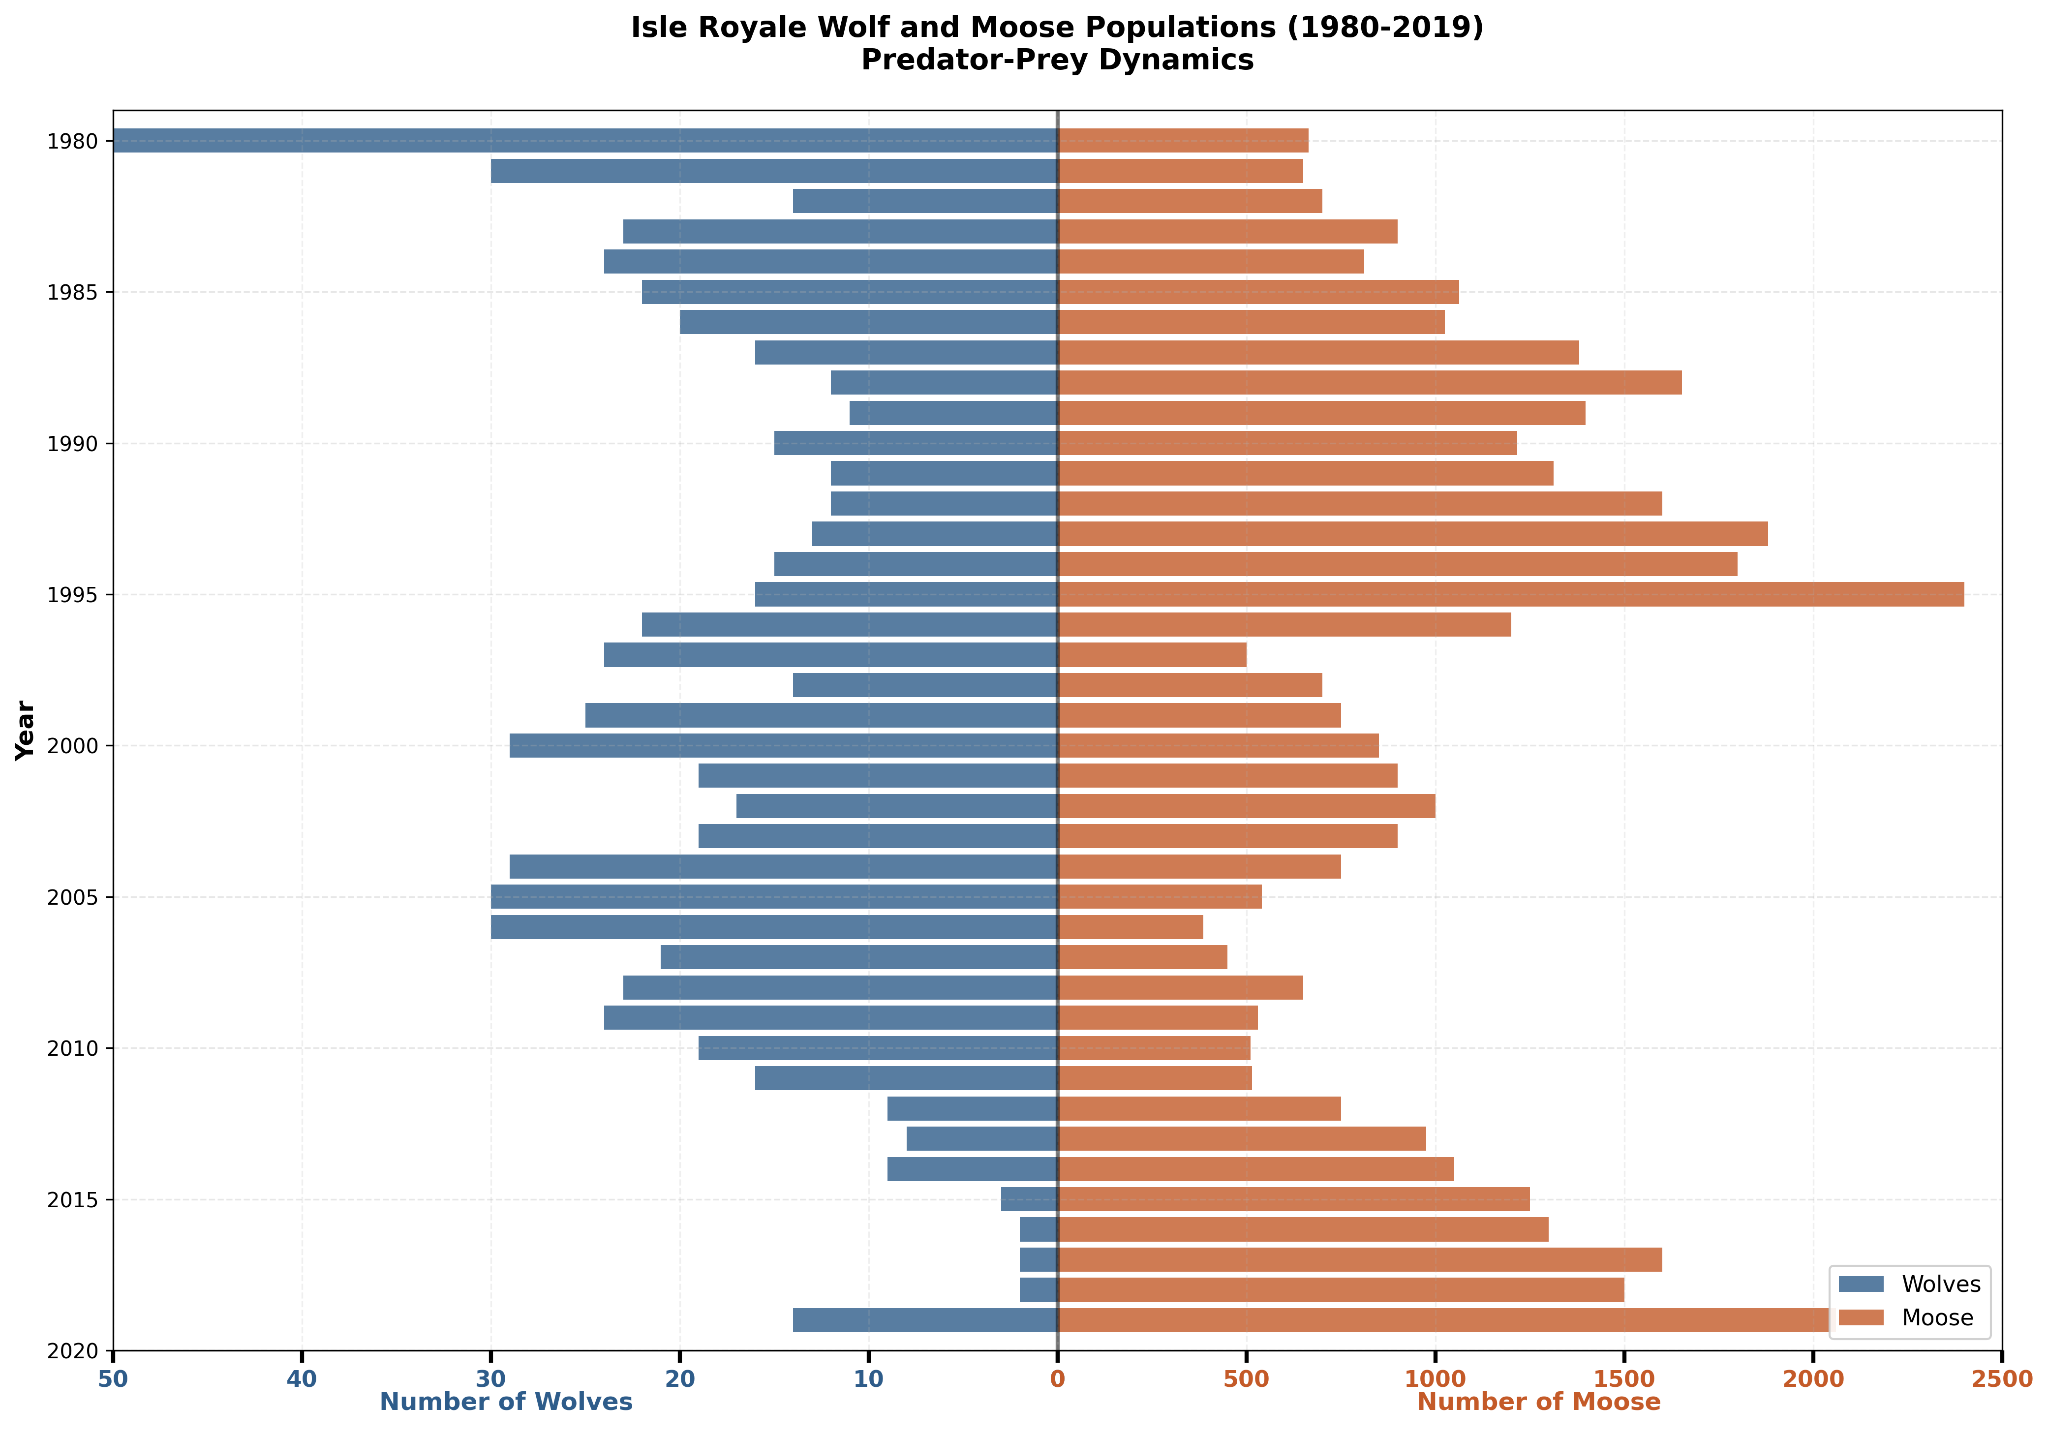 Isle Royale Wolf and Moose Populations (1980-2019)
Predator-Prey Dynamics
Year
1980
1985
1990
1995
2000
2005
2010
2015
2020
Wolves
Moose
50 40 30 20 10 0 500 1000 1500 2000 2500
Number of Wolves Number of Moose